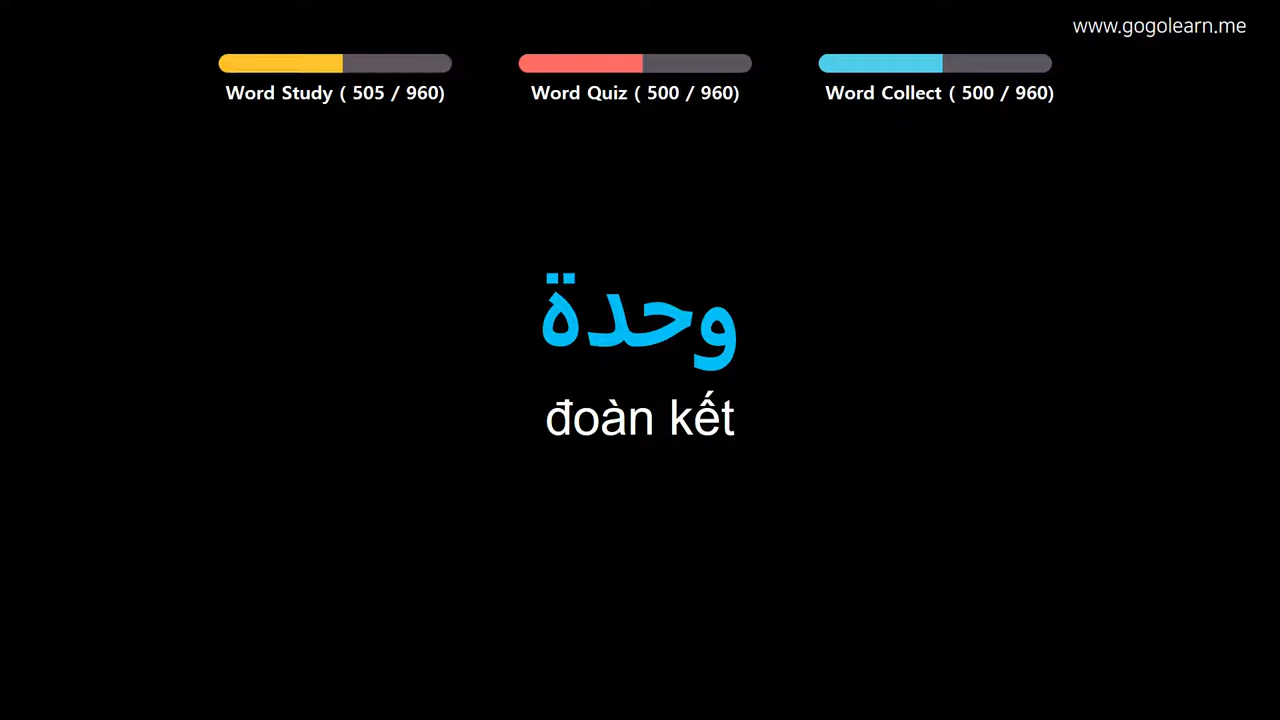 www.gogolearn.me
Word Study ( 505 / 960)
Word Quiz ( 500 / 960)
Word Collect ( 500 / 960)
وحدة
đoàn kết